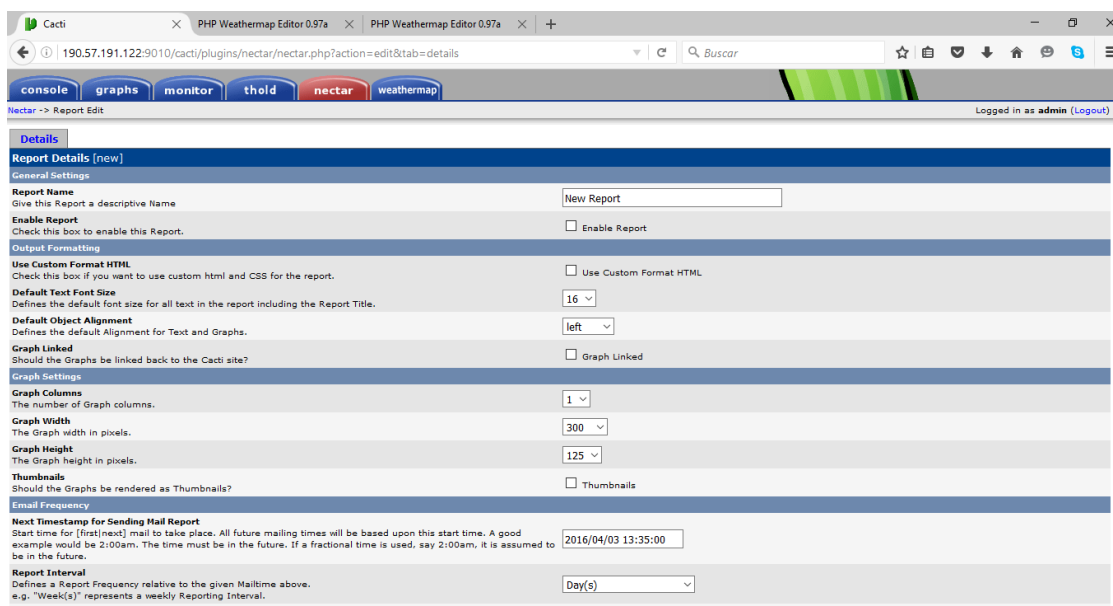 Cacti
PHP Weathermap Editor 0.97a
PHP Weathermap Editor 0.97a
190.57.191.122:9010/cacti/plugins/nectar/nectar.php?action=edit&tab=details
Buscar
console graphs monitor thold nectar weathermap
Nectar -> Report Edit
Logged in as admin (Logout)
Details
Report Details [new]
General Settings
Report Name
Give this Report a descriptive Name
New Report
Enable Report
Check this box to enable this Report.
Enable Report
Output Formatting
Use Custom Format HTML
Check this box if you want to use custom html and CSS for the report.
Use Custom Format HTML
Default Text Font Size
Defines the default font size for all text in the report including the Report Title.
16
Default Object Alignment
Defines the default Alignment for Text and Graphs.
left
Graph Linked
Should the Graphs be linked back to the Cacti site?
Graph Linked
Graph Settings
Graph Columns
The number of Graph columns.
1
Graph Width
The Graph width in pixels.
300
Graph Height
The Graph height in pixels.
125
Thumbnails
Should the Graphs be rendered as Thumbnails?
Thumbnails
Email Frequency
Next Timestamp for Sending Mail Report
Start time for [first|next] mail to take place. All future mailing times will be based upon this start time. A good
example would be 2:00am. The time must be in the future. If a fractional time is used, say 2:00am, it is assumed to
be in the future.
2016/04/03 13:35:00
Report Interval
Defines a Report Frequency relative to the given Mailtime above.
e.g. "Week(s)" represents a weekly Reporting Interval.
Day(s)